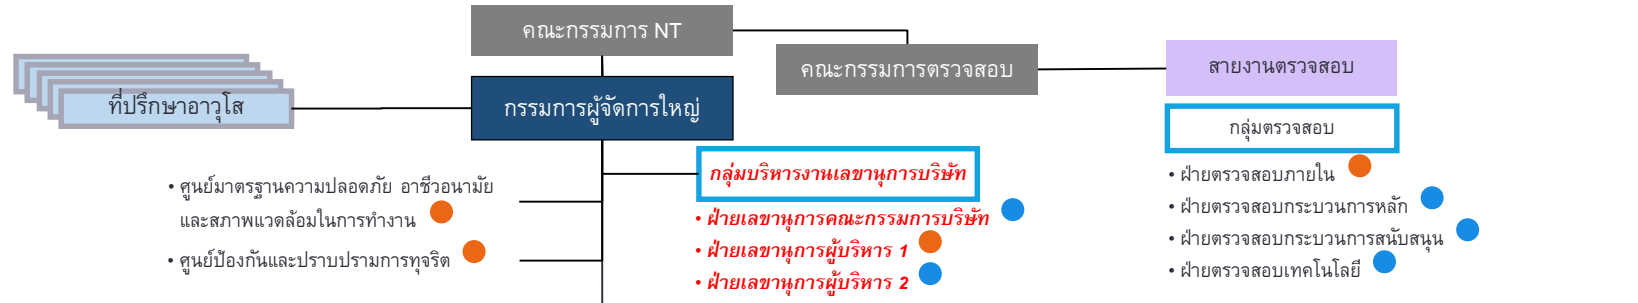 คณะกรรมการ NT
คณะกรรมการตรวจสอบ
สายงานตรวจสอบ
ที่ปรึกษาอาวุโส
กรรมการผู้จัดการใหญ่
กลุ่มตรวจสอบ
กลุ่มบริหารงานเลขานุการบริษัท
• ศูนย์มาตรฐานความปลอดภัย อาชีวอนามัย
และสภาพแวดล้อมในการทำงาน
• ศูนย์ป้องกันและปราบปรามการทุจริต
• ฝ่ายเลขานุการคณะกรรมการบริษัท
• ฝ่ายเลขานุการผู้บริหาร 1
• ฝ่ายเลขานุการผู้บริหาร 2
• ฝ่ายตรวจสอบภายใน
• ฝ่ายตรวจสอบกระบวนการหลัก
• ฝ่ายตรวจสอบกระบวนการสนับสนุน
• ฝ่ายตรวจสอบเทคโนโลยี